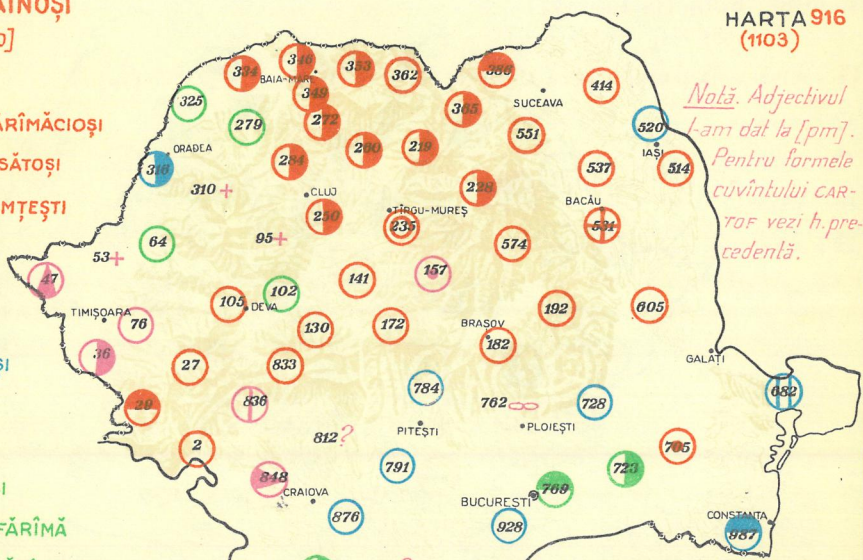 ĂINOȘI
]
HARTA 916
(1103)
ARÎMĂCIOȘI
SĂTOȘI
MȚEȘTI
SI
I
FĂRÎMĂ
Notă. Adjectivul
l-am dat la [pm].
Pentru formele
cuvîntului CAR-
TOF vezi h. pre-
cedentă.
334
346
353
362
386
414
BAIA-MARE
325
349
SUCEAVA
279
272
365
551
520
ORADEA
IAȘI
316
284
260
219
537
514
310 +
CLUJ
228
BACĂU
250
TÎRGU-MUREȘ
235
531
64
95 +
574
53 +
47
157
141
102
105
DEVA
192
605
TIMIȘOARA
76
130
172
BRAȘOV
182
36
27
833
GALAȚI
29
836
784
762
728
682
2
812 ?
PITEȘTI
PLOIEȘTI
705
848
791
723
CRAIOVA
769
BUCUREȘTI
876
928
CONSTANȚA
987